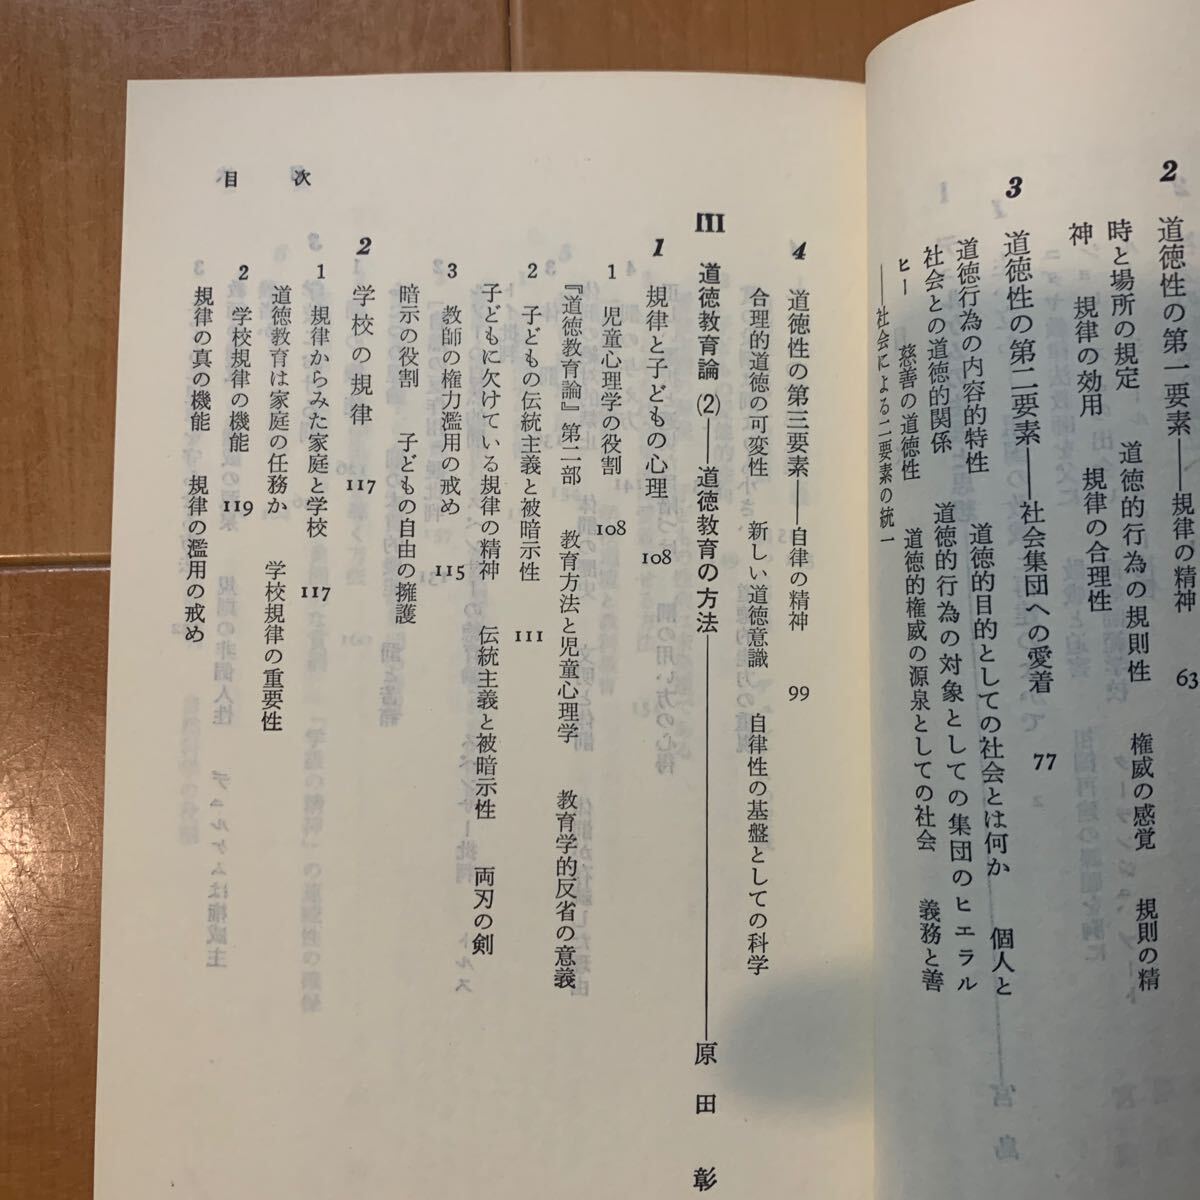 2 道徳性の第一要素――規律の精神 63
時と場所の規定 道徳的行為の規則性 権威の感覚 規則の精
神 規律の効用 規律の合理性
3 道徳性の第二要素――社会集団への愛着 77
道徳行為の内容的特性 道徳的目的としての社会とは何か 個人と
社会との道徳的関係 道徳的行為の対象としての集団のヒエラル
ヒー 慈善の道徳性 道徳的権威の源泉としての社会 義務と善
――社会による二要素の統一
4 道徳性の第三要素――自律の精神 99
合理的道徳の可変性 新しい道徳意識 自律性の基盤としての科学
III 道徳教育論(2)――道徳教育の方法――原田 彰
1 規律と子どもの心理 108
1 児童心理学の役割 108
『道徳教育論』第二部 教育方法と児童心理学 教育学的反省の意義
2 子どもの伝統主義と被暗示性 111
子どもに欠けている規律の精神 伝統主義と被暗示性 両刃の剣
3 教師の権力濫用の戒め 115
暗示の役割 子どもの自由の擁護
2 学校の規律 117
1 規律からみた家庭と学校 117
道徳教育は家庭の任務か 学校規律の重要性
2 学校規律の機能 119
規律の真の機能 規律の濫用の戒め
目 次